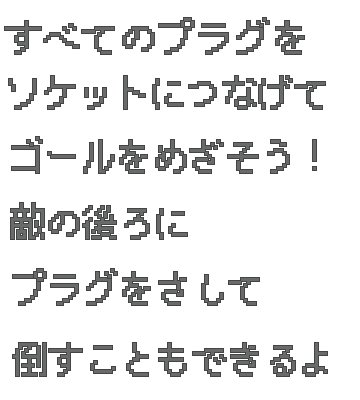 すべてのプラグを
ソケットにつなげて
ゴールをめざそう！
敵の後ろに
プラグをさして
倒すこともできるよ